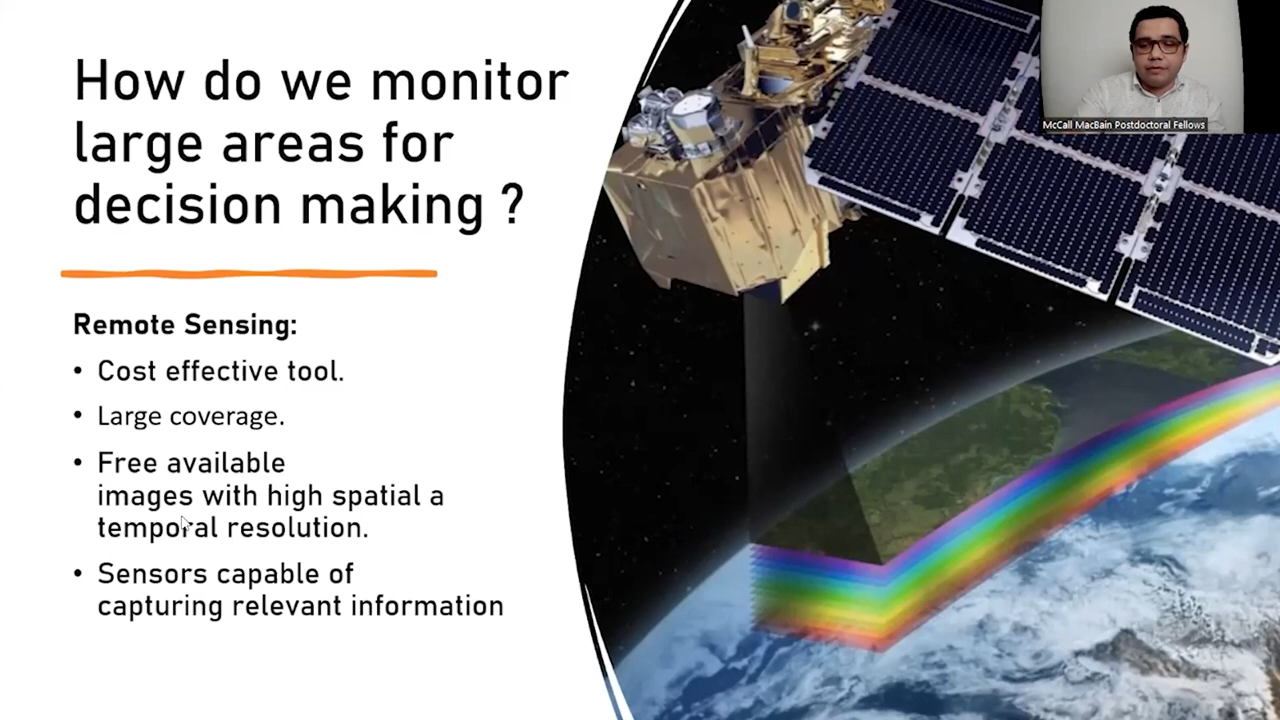 How do we monitor
large areas for
decision making ?
Remote Sensing:
• Cost effective tool.
• Large coverage.
• Free available
images with high spatial a
temporal resolution.
• Sensors capable of
capturing relevant information
McCall MacBain Postdoctoral Fellows